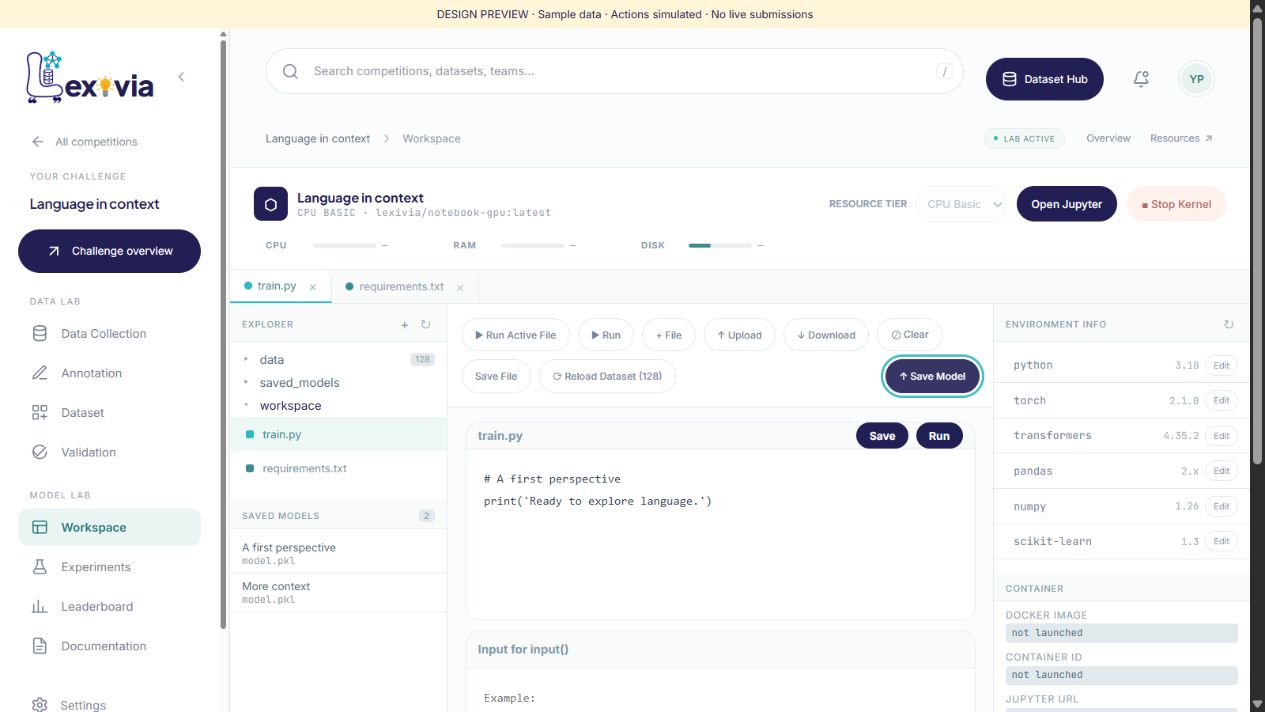 DESIGN PREVIEW · Sample data · Actions simulated · No live submissions
Lexivia
Search competitions, datasets, teams...
/
Dataset Hub
YP
All competitions
YOUR CHALLENGE
Language in context
Challenge overview
DATA LAB
Data Collection
Annotation
Dataset
Validation
MODEL LAB
Workspace
Experiments
Leaderboard
Documentation
Settings
Language in context > Workspace
LAB ACTIVE
Overview
Resources ↗
Language in context
CPU BASIC · lexivia/notebook-gpu:latest
RESOURCE TIER
CPU Basic
Open Jupyter
■ Stop Kernel
CPU –
RAM –
DISK –
train.py ×
requirements.txt ×
EXPLORER + ↻
data 128
saved_models
workspace
train.py
requirements.txt
SAVED MODELS 2
A first perspective
model.pkl
More context
model.pkl
▶ Run Active File
▶ Run
+ File
↑ Upload
↓ Download
⊘ Clear
Save File
⟳ Reload Dataset (128)
↑ Save Model
train.py
Save
Run
# A first perspective
print('Ready to explore language.')
Input for input()
Example:
ENVIRONMENT INFO ↻
python 3.10 Edit
torch 2.1.0 Edit
transformers 4.35.2 Edit
pandas 2.x Edit
numpy 1.26 Edit
scikit-learn 1.3 Edit
CONTAINER
DOCKER IMAGE
not launched
CONTAINER ID
not launched
JUPYTER URL